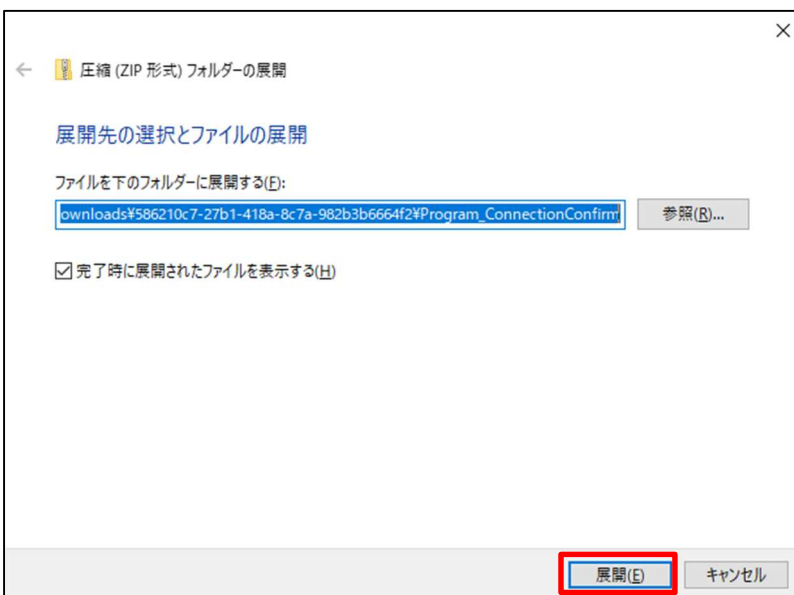 圧縮 (ZIP 形式) フォルダーの展開
展開先の選択とファイルの展開
ファイルを下のフォルダーに展開する(F):
ownloads¥586210c7-27b1-418a-8c7a-982b3b6664f2¥Program_ConnectionConfirm
参照(R)...
完了時に展開されたファイルを表示する(H)
展開(E)
キャンセル